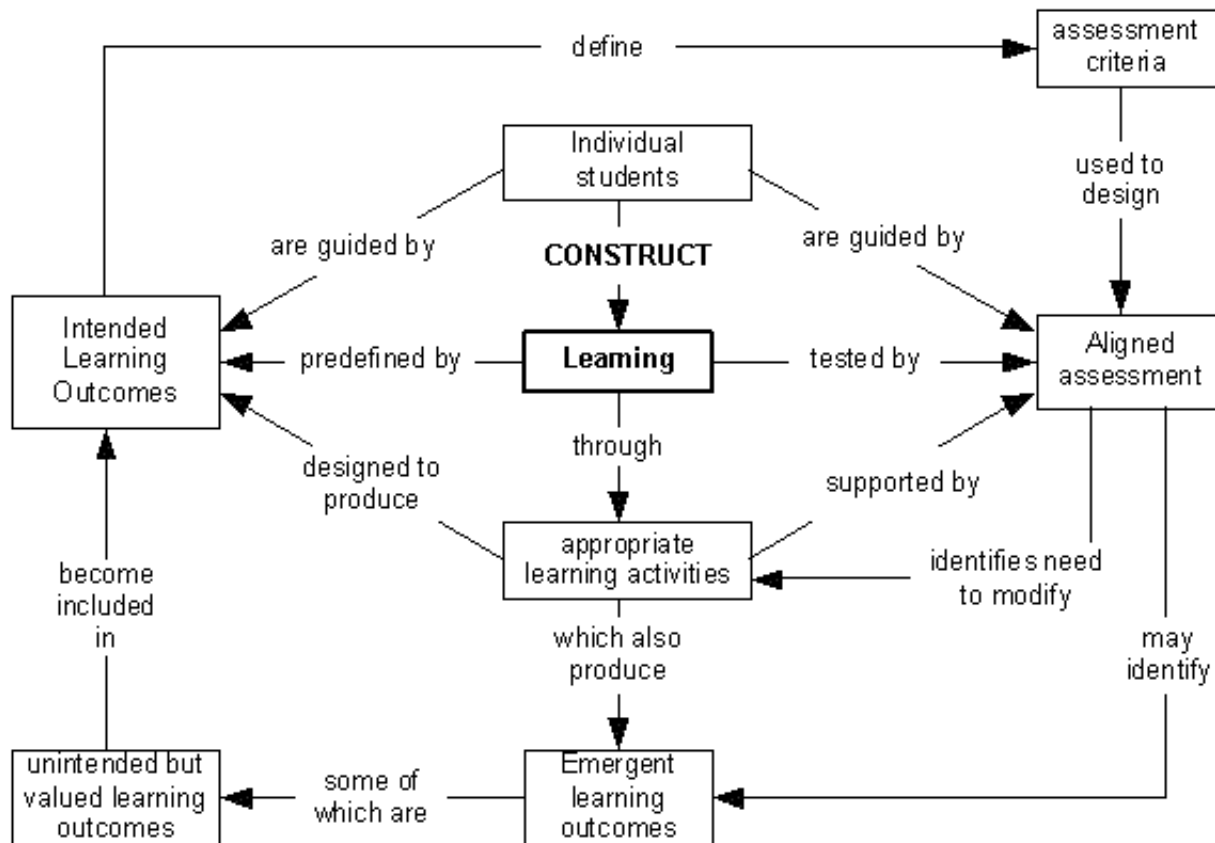 define
assessment
criteria
Individual
students
used to
design
are guided by
CONSTRUCT
are guided by
Intended
Learning
Outcomes
predefined by
Learning
tested by
Aligned
assessment
designed to
produce
through
supported by
appropriate
learning activities
identifies need
to modify
become
included
in
which also
produce
may
identify
unintended but
valued learning
outcomes
some of
which are
Emergent
learning
outcomes